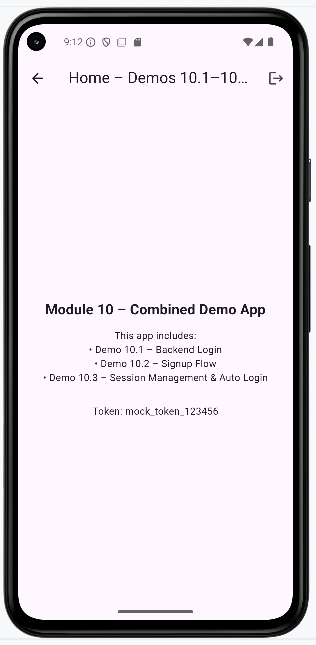 9:12
Home – Demos 10.1–10...
Module 10 – Combined Demo App
This app includes:
• Demo 10.1 – Backend Login
• Demo 10.2 – Signup Flow
• Demo 10.3 – Session Management & Auto Login
Token: mock_token_123456